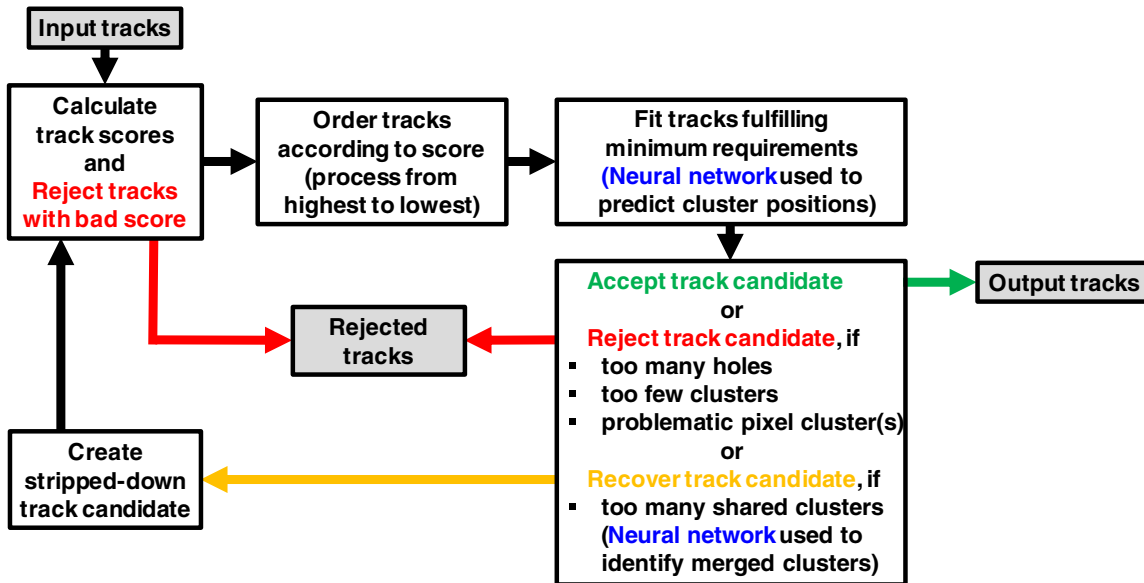 Input tracks
Calculate
track scores
and
Reject tracks
with bad score
Order tracks
according to score
(process from
highest to lowest)
Fit tracks fulfilling
minimum requirements
(Neural network used to
predict cluster positions)
Accept track candidate
or
Reject track candidate, if
▪ too many holes
▪ too few clusters
▪ problematic pixel cluster(s)
or
Recover track candidate, if
▪ too many shared clusters
(Neural network used to
identify merged clusters)
Output tracks
Rejected
tracks
Create
stripped-down
track candidate